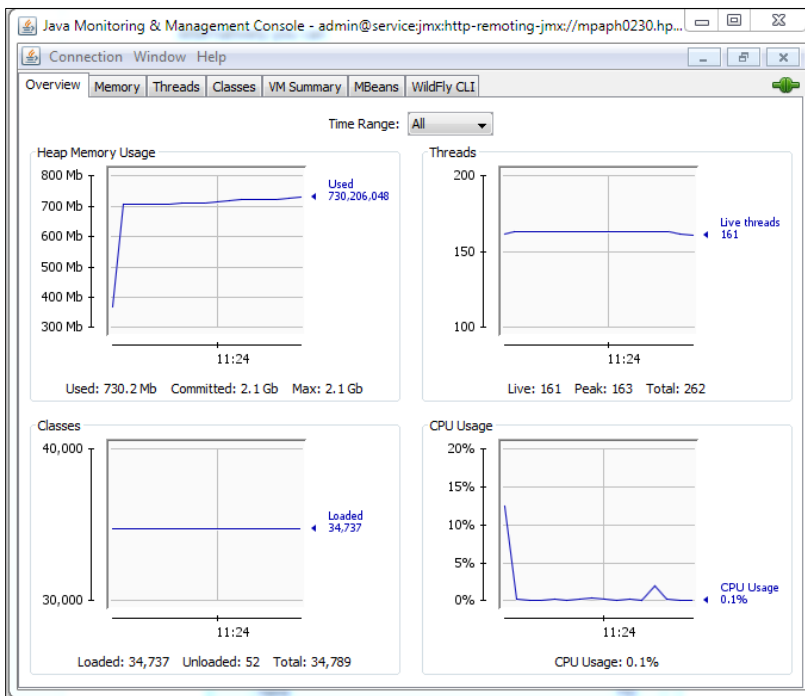 Java Monitoring & Management Console - admin@service:jmx:http-remoting-jmx://mpaph0230.hp...
Connection Window Help
Overview Memory Threads Classes VM Summary MBeans WildFly CLI
Time Range: All
Heap Memory Usage
800 Mb
700 Mb
600 Mb
500 Mb
400 Mb
300 Mb
Used
730,206,048
11:24
Used: 730.2 Mb Committed: 2.1 Gb Max: 2.1 Gb
Threads
200
150
100
Live threads
161
11:24
Live: 161 Peak: 163 Total: 262
Classes
40,000
30,000
Loaded
34,737
11:24
Loaded: 34,737 Unloaded: 52 Total: 34,789
CPU Usage
20%
15%
10%
5%
0%
CPU Usage
0.1%
11:24
CPU Usage: 0.1%